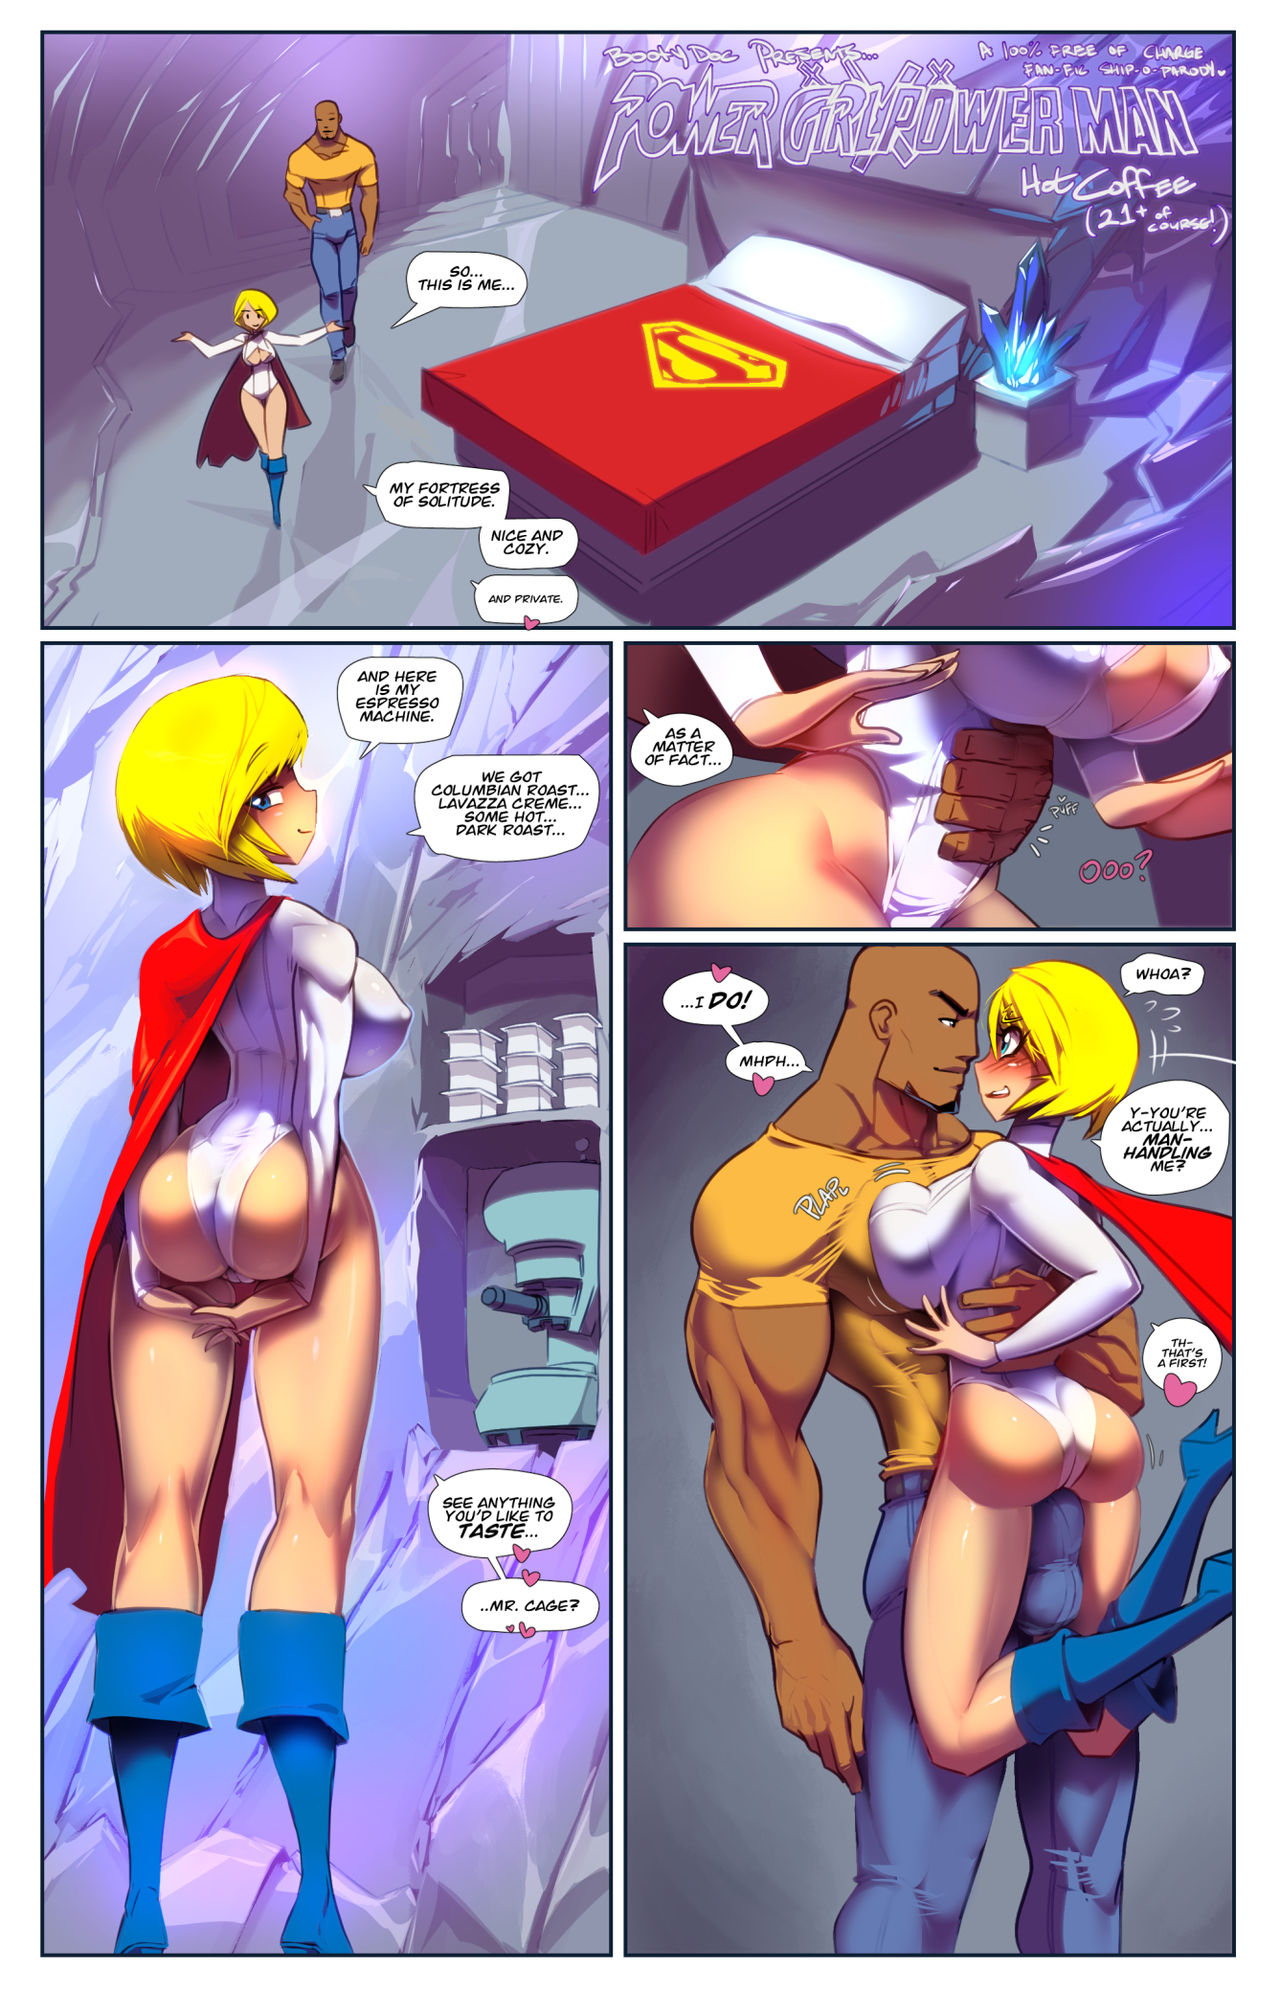 Booty Doc Presents...
A 100% Free of Charge
Fan-Fic Ship-O-Parody
Power Girl X Power Man
Hot Coffee
(21+ of course!)
SO...
THIS IS ME...
MY FORTRESS
OF SOLITUDE.
NICE AND
COZY.
AND PRIVATE.
AND HERE
IS MY
ESPRESSO
MACHINE.
WE GOT
COLUMBIAN ROAST...
LAVAZZA CREME...
SOME HOT...
DARK ROAST...
SEE ANYTHING
YOU'D LIKE TO
TASTE...
..MR. CAGE?
AS A
MATTER
OF FACT...
PUFF
OOO?
...I DO!
MHPH...
WHOA?
Y-YOU'RE
ACTUALLY...
MAN-
HANDLING
ME?
PLAP
TH-
THAT'S
A FIRST!